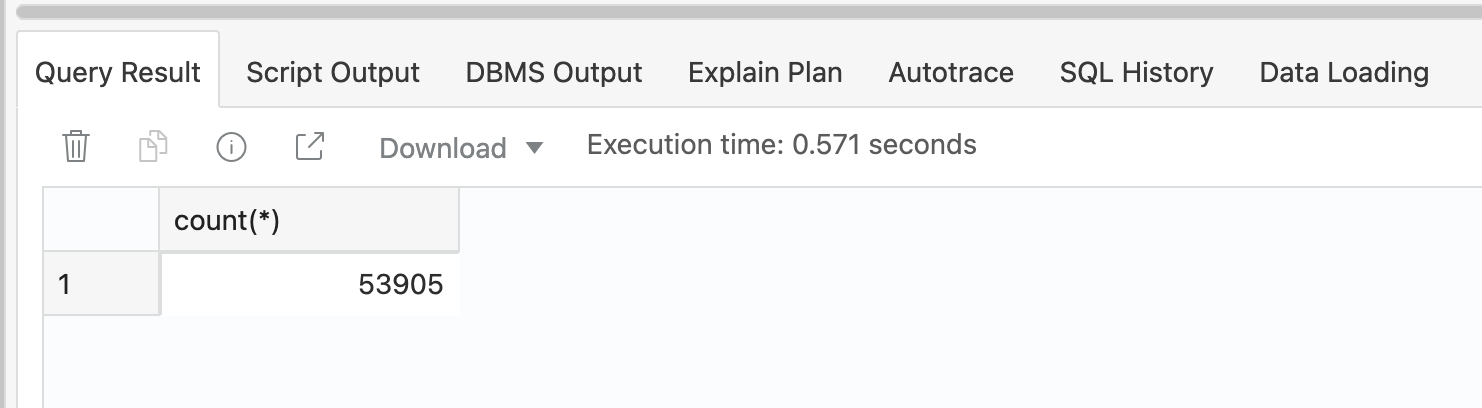 Query Result Script Output DBMS Output Explain Plan Autotrace SQL History Data Loading
Download Execution time: 0.571 seconds
count(*)
1 53905